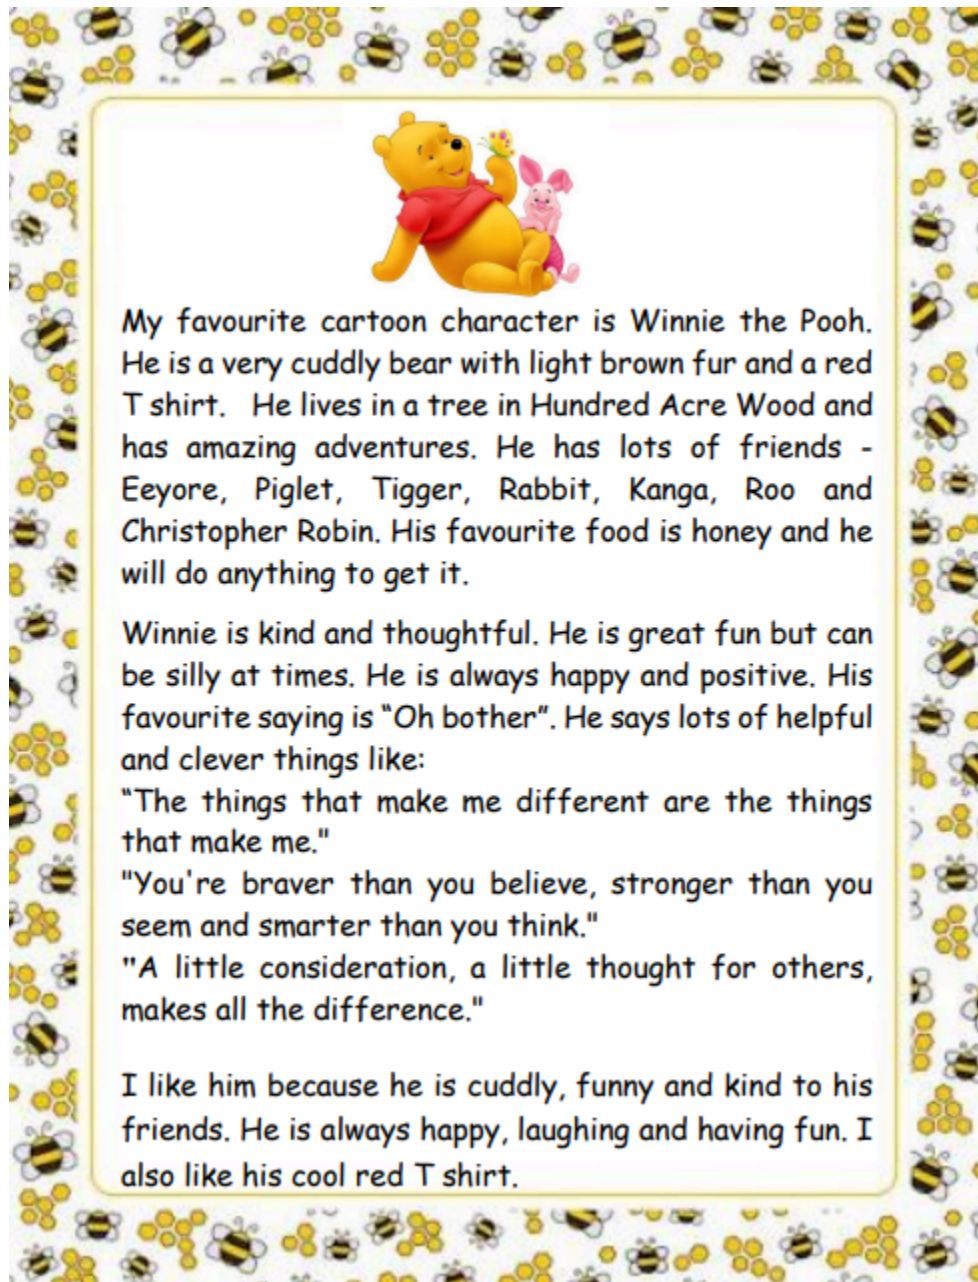 My favourite cartoon character is Winnie the Pooh.
He is a very cuddly bear with light brown fur and a red
T shirt. He lives in a tree in Hundred Acre Wood and
has amazing adventures. He has lots of friends -
Eeyore, Piglet, Tigger, Rabbit, Kanga, Roo and
Christopher Robin. His favourite food is honey and he
will do anything to get it.
Winnie is kind and thoughtful. He is great fun but can
be silly at times. He is always happy and positive. His
favourite saying is “Oh bother”. He says lots of helpful
and clever things like:
“The things that make me different are the things
that make me."
"You're braver than you believe, stronger than you
seem and smarter than you think."
"A little consideration, a little thought for others,
makes all the difference."
I like him because he is cuddly, funny and kind to his
friends. He is always happy, laughing and having fun. I
also like his cool red T shirt.